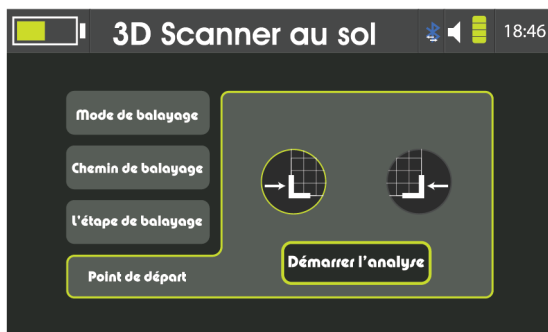 3D Scanner au sol
18:46
Mode de balayage
Chemin de balayage
L'étape de balayage
Point de départ
Démarrer l'analyse